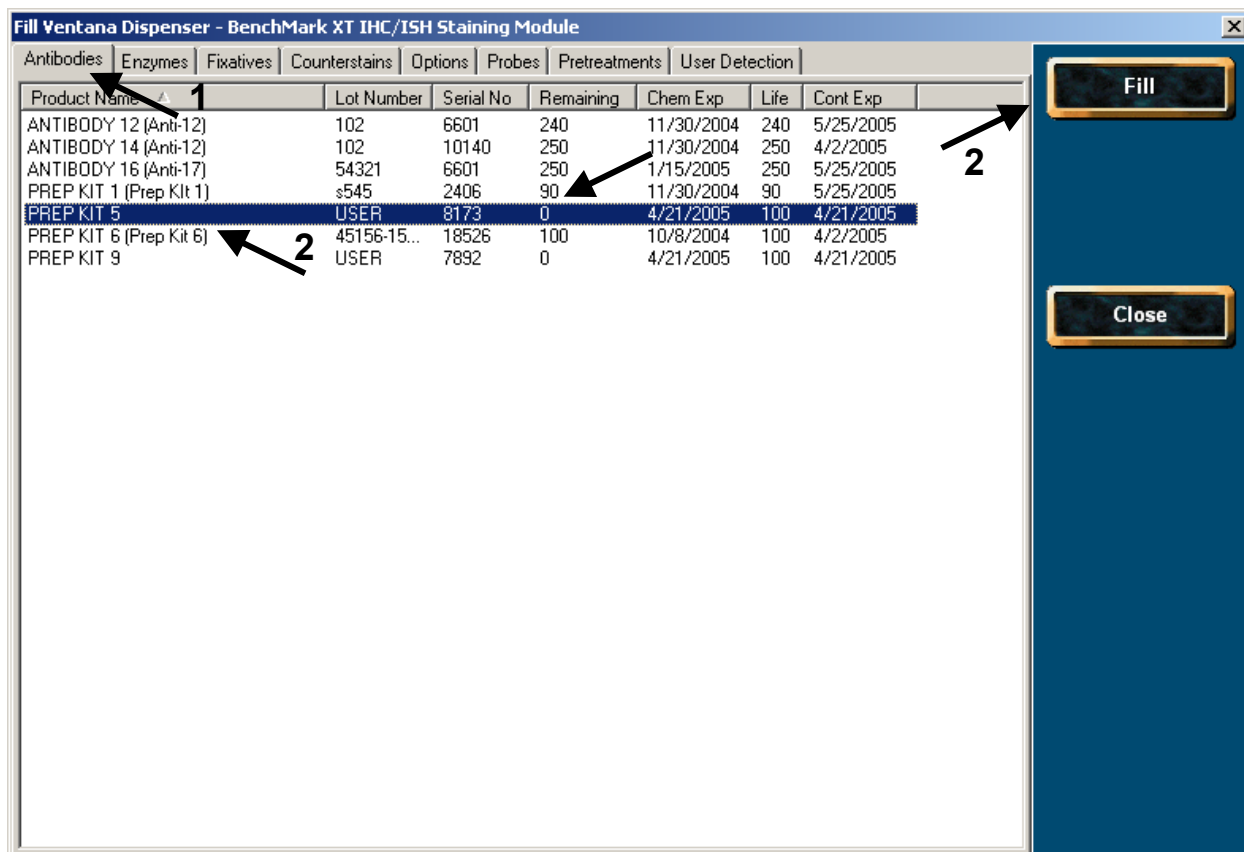 Fill Ventana Dispenser - BenchMark XT IHC/ISH Staining Module
Antibodies Enzymes Fixatives Counterstains Options Probes Pretreatments User Detection
Product Name Lot Number Serial No Remaining Chem Exp Life Cont Exp
1
ANTIBODY 12 (Anti-12) 102 6601 240 11/30/2004 240 5/25/2005
ANTIBODY 14 (Anti-12) 102 10140 250 11/30/2004 250 4/2/2005
ANTIBODY 16 (Anti-17) 54321 6601 250 1/15/2005 250 5/25/2005
PREP KIT 1 (Prep KIt 1) s545 2406 90 11/30/2004 90 5/25/2005
PREP KIT 5 USER 8173 0 4/21/2005 100 4/21/2005
PREP KIT 6 (Prep Kit 6) 45156-15... 18526 100 10/8/2004 100 4/2/2005
PREP KIT 9 USER 7892 0 4/21/2005 100 4/21/2005
2
Fill
2
Close